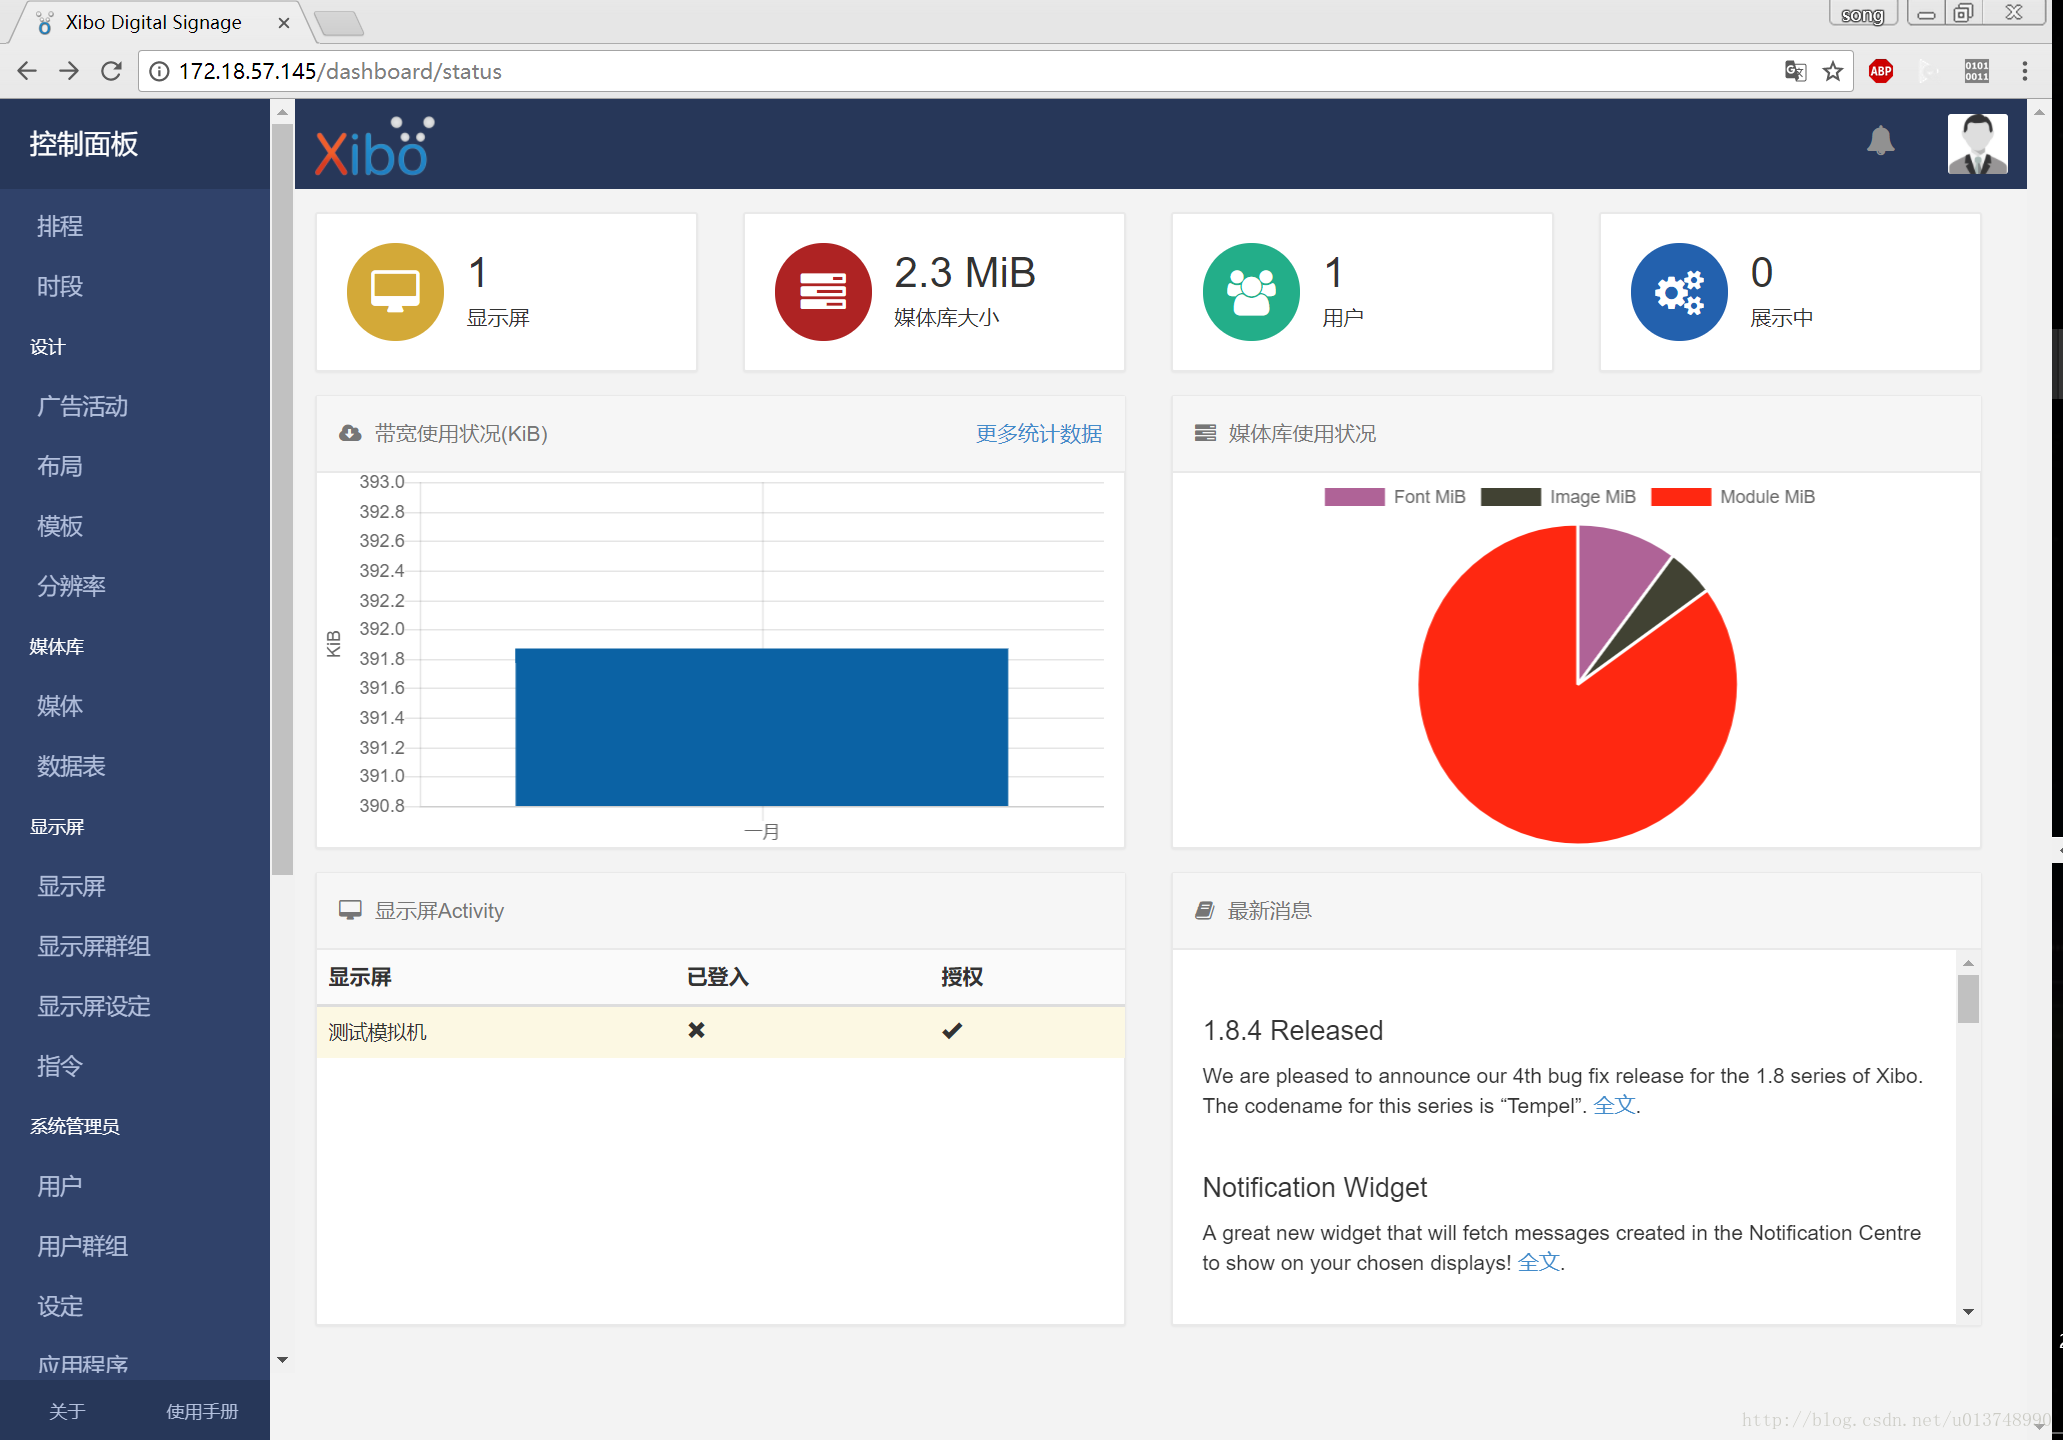 Xibo Digital Signage
song
172.18.57.145/dashboard/status
ABP
0101
0011
控制面板
排程
时段
设计
广告活动
布局
模板
分辨率
媒体库
媒体
数据表
显示屏
显示屏
显示屏群组
显示屏设定
指令
系统管理员
用户
用户群组
设定
应用程序
关于
使用手册
Xibo
1
显示屏
2.3 MiB
媒体库大小
1
用户
0
展示中
带宽使用状况(KiB)
更多统计数据
393.0
392.8
392.6
392.4
392.2
392.0
391.8
391.6
391.4
391.2
391.0
390.8
KiB
一月
媒体库使用状况
Font MiB
Image MiB
Module MiB
显示屏Activity
显示屏 已登入 授权
测试模拟机
最新消息
1.8.4 Released
We are pleased to announce our 4th bug fix release for the 1.8 series of Xibo.
The codename for this series is “Tempel”. 全文.
Notification Widget
A great new widget that will fetch messages created in the Notification Centre
to show on your chosen displays! 全文.
http://blog.csdn.net/u013748990